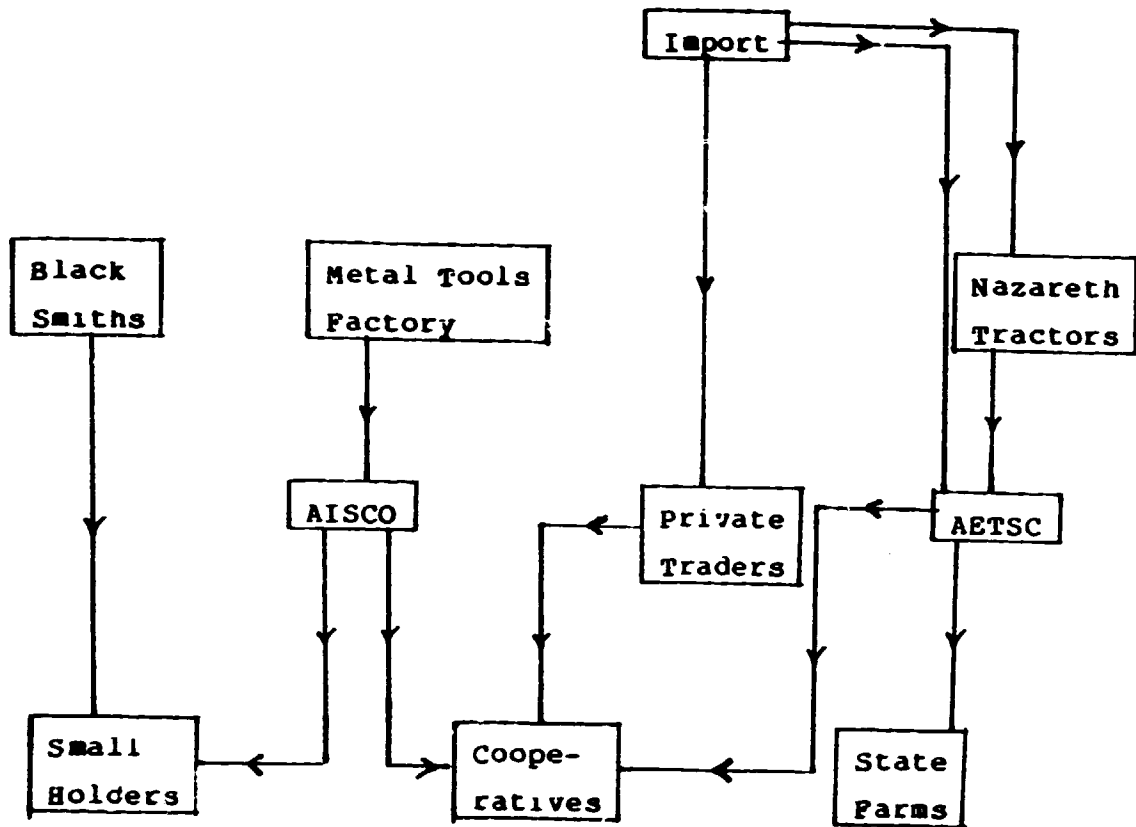 Import
Black
Smiths
Metal Tools
Factory
Nazareth
Tractors
AISCO
Private
Traders
AETSC
Small
Holders
Coope-
ratives
State
Farms